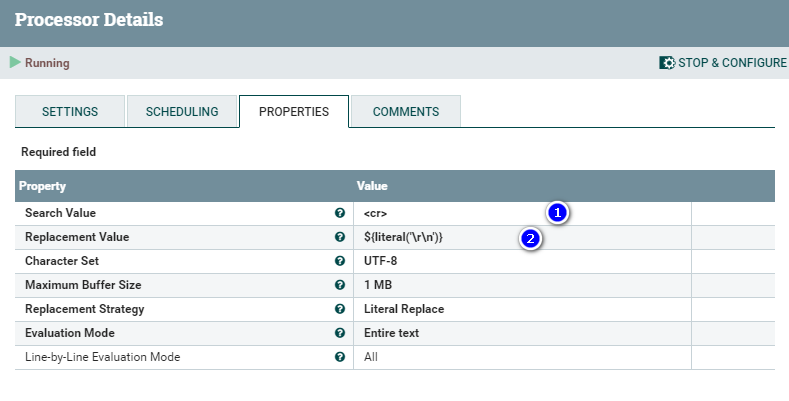 Processor Details
Running STOP & CONFIGURE
SETTINGS SCHEDULING PROPERTIES COMMENTS
Required field
Property Value
Search Value <cr> 1
Replacement Value ${literal('\r\n')} 2
Character Set UTF-8
Maximum Buffer Size 1 MB
Replacement Strategy Literal Replace
Evaluation Mode Entire text
Line-by-Line Evaluation Mode All